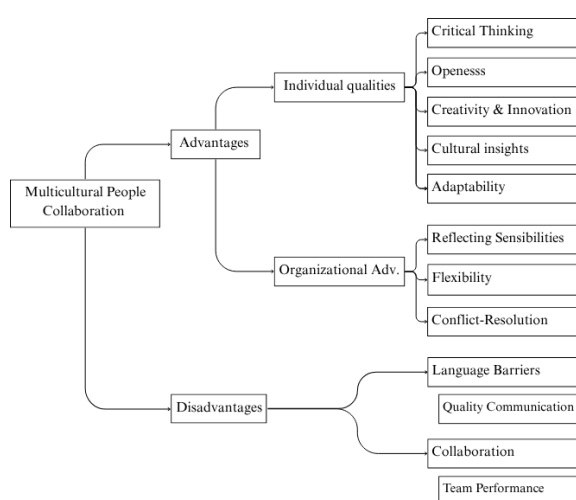 Critical Thinking
Openesss
Individual qualities
Creativity & Innovation
Advantages
Cultural insights
Adaptability
Multicultural People
Collaboration
Reflecting Sensibilities
Organizational Adv.
Flexibility
Conflict-Resolution
Language Barriers
Disadvantages
Quality Communication
Collaboration
Team Performance